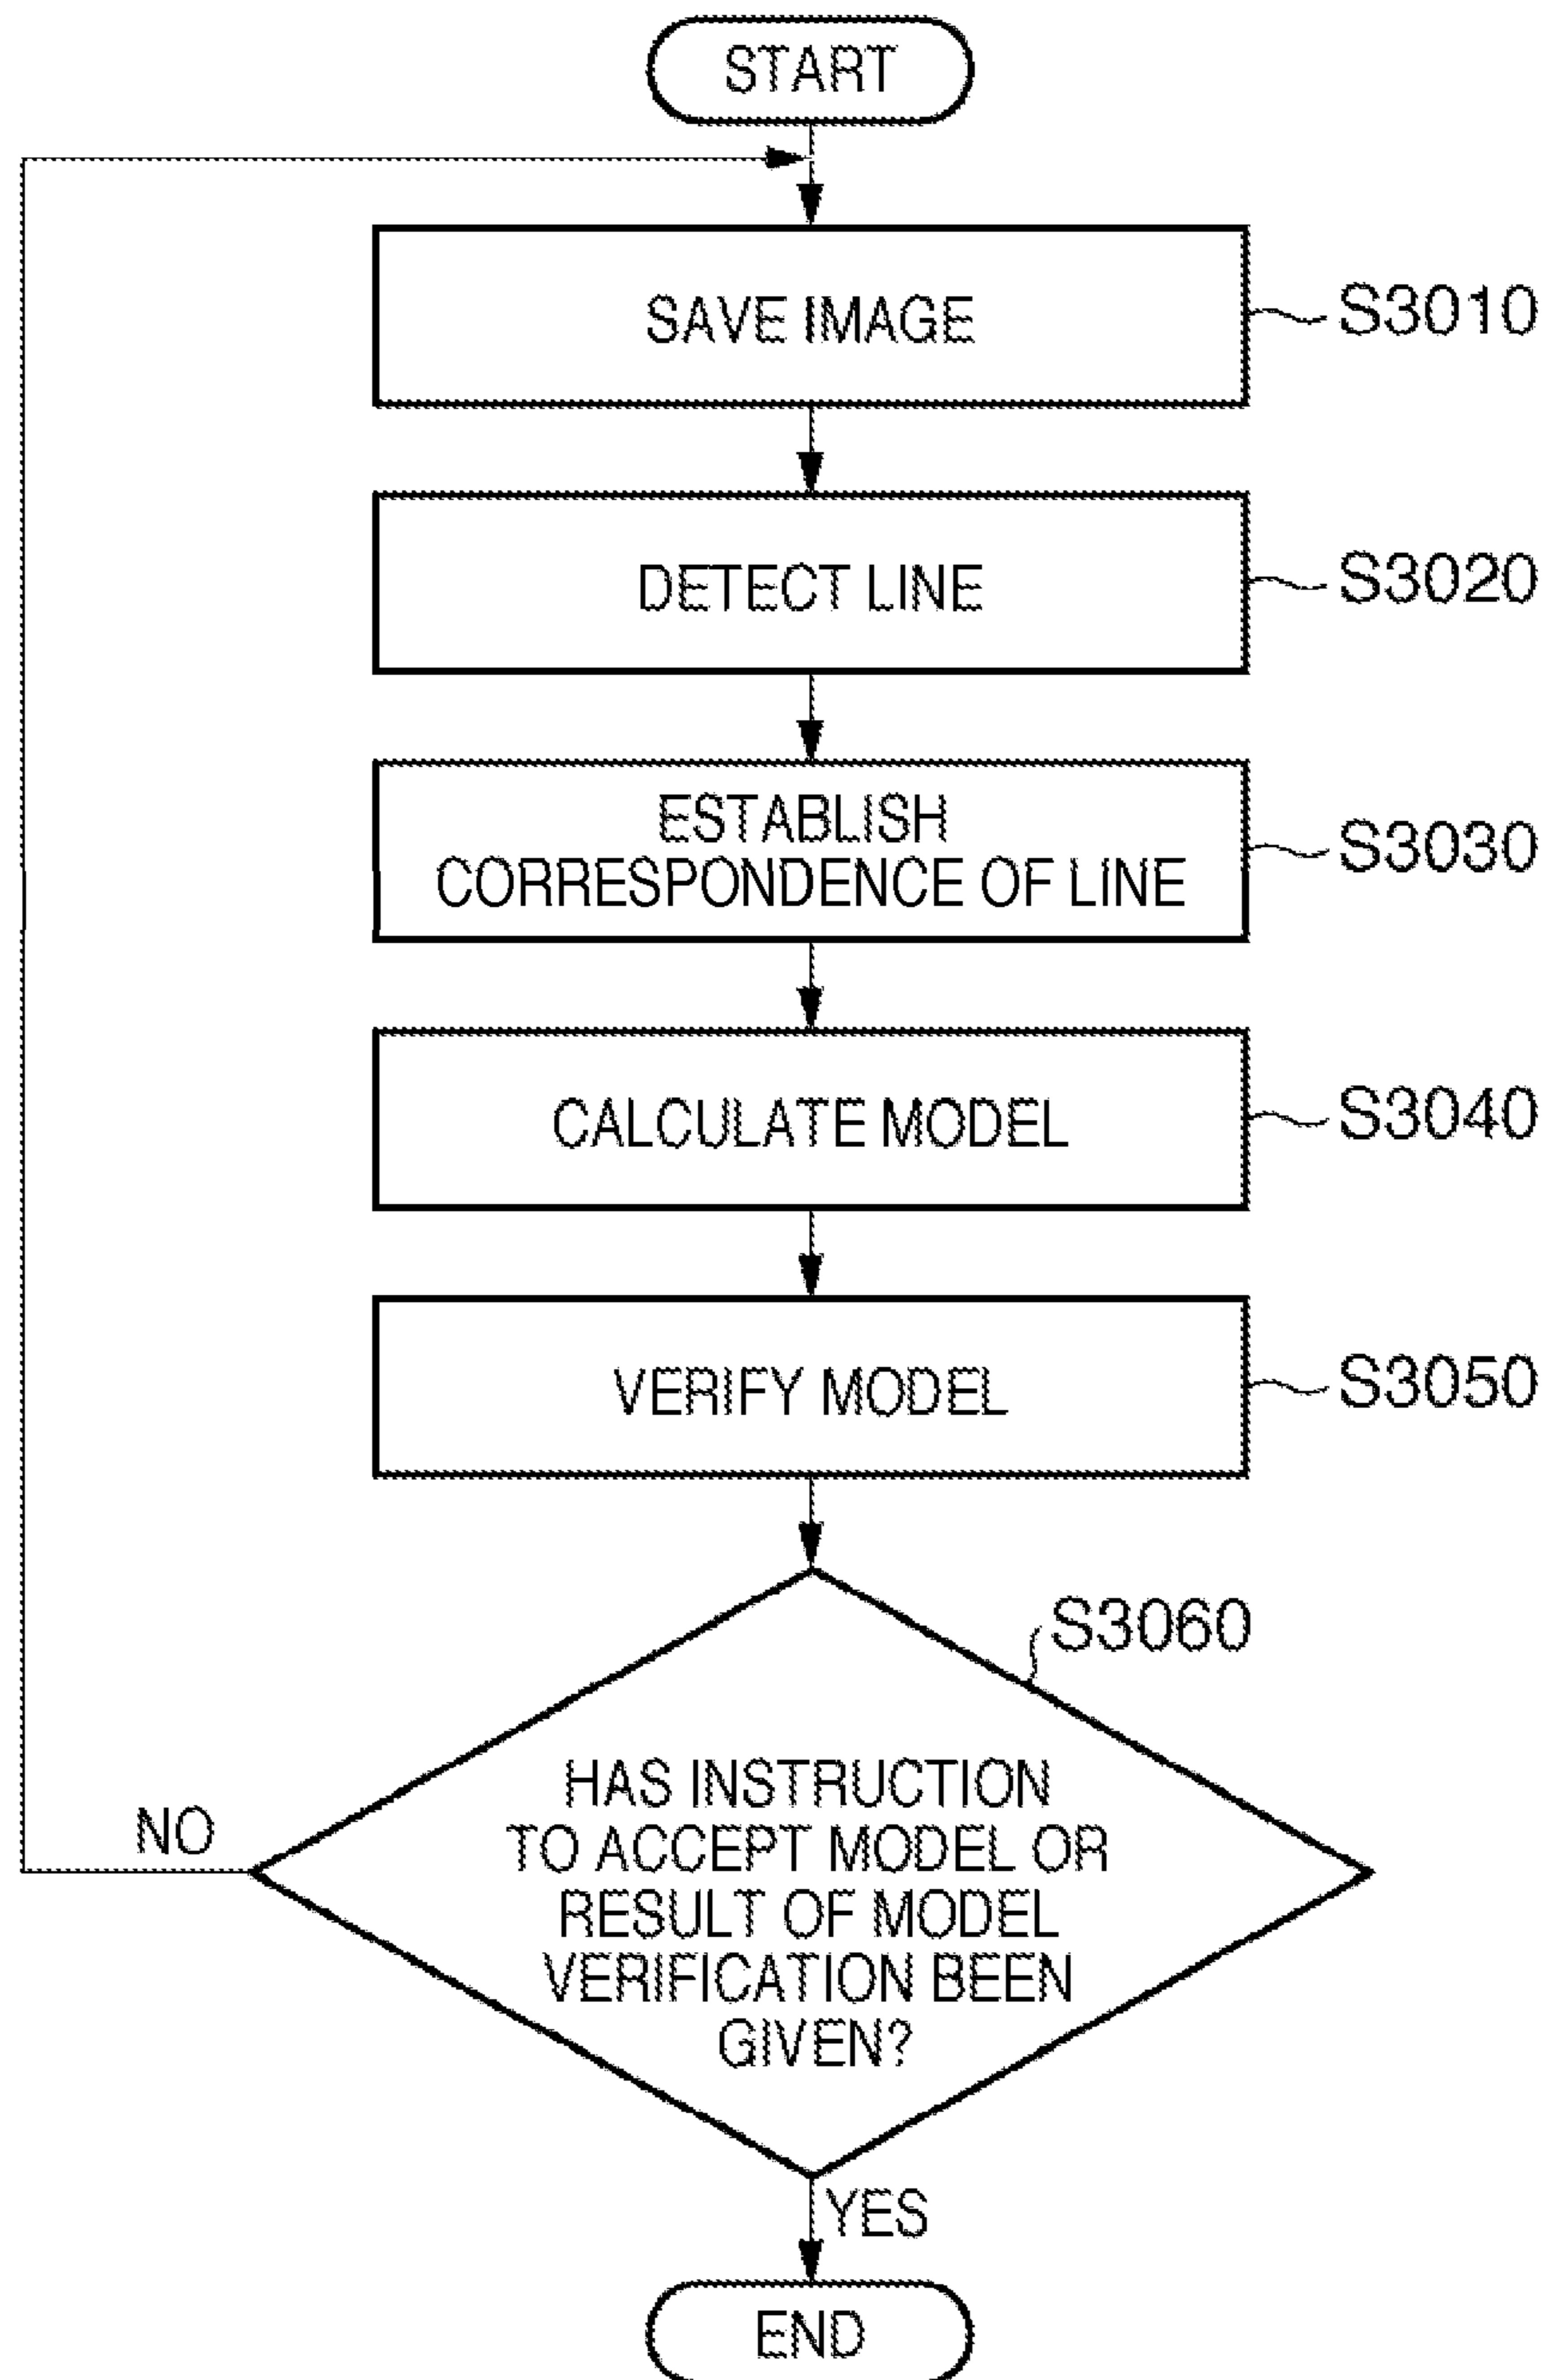 START
SAVE IMAGE
S3010
DETECT LINE
S3020
ESTABLISH
CORRESPONDENCE OF LINE
S3030
CALCULATE MODEL
S3040
VERIFY MODEL
S3050
S3060
HAS INSTRUCTION
TO ACCEPT MODEL OR
RESULT OF MODEL
VERIFICATION BEEN
GIVEN?
NO
YES
END